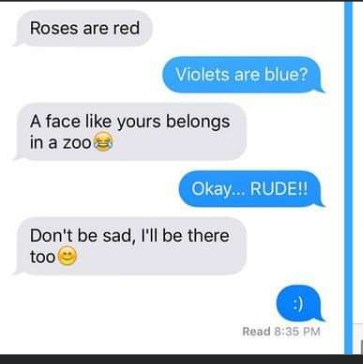 Roses are red
Violets are blue?
A face like yours belongs
in a zoo😂
Okay... RUDE!!
Don't be sad, I'll be there
too😊
:)
Read 8:35 PM